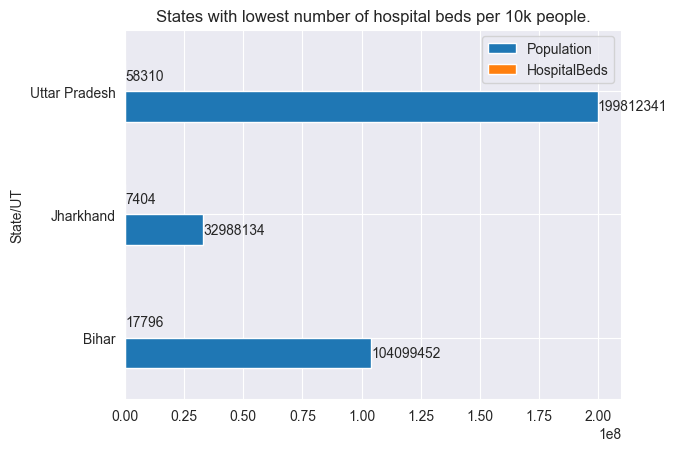 States with lowest number of hospital beds per 10k people.
Population
HospitalBeds
58310
Uttar Pradesh
199812341
7404
Jharkhand
32988134
State/UT
17796
Bihar
104099452
0.00 0.25 0.50 0.75 1.00 1.25 1.50 1.75 2.00
1e8